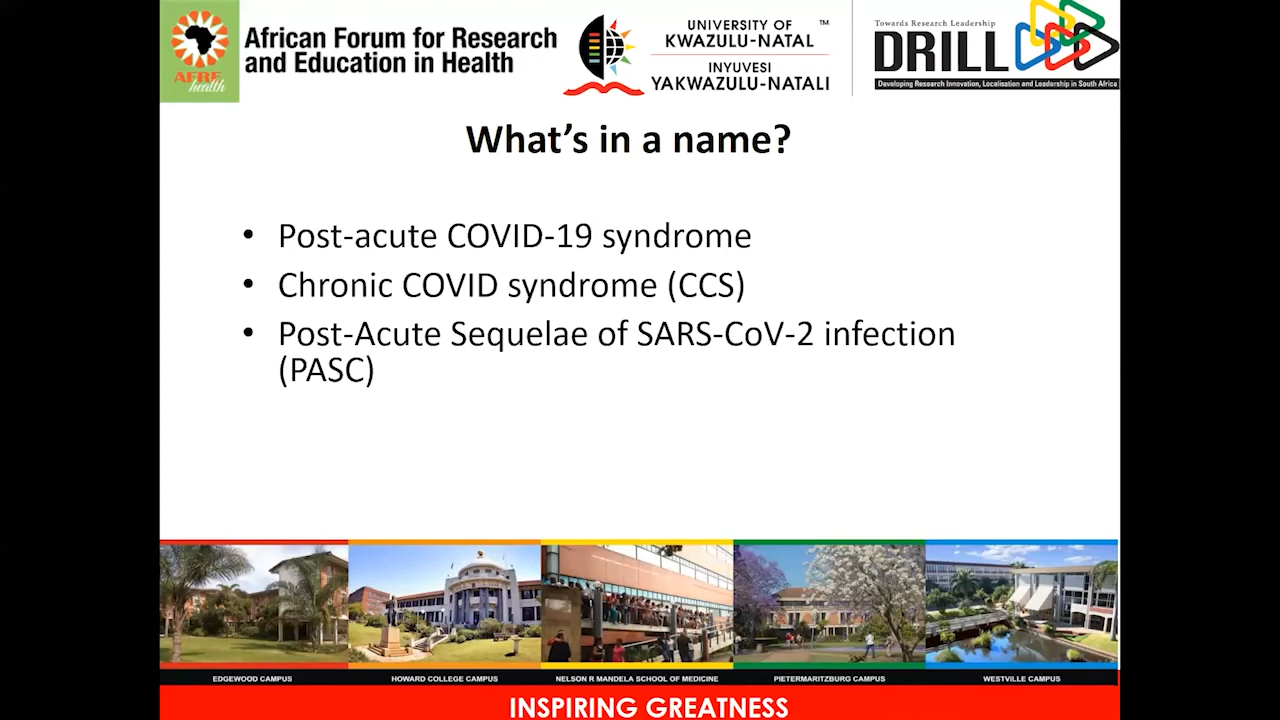 African Forum for Research
and Education in Health
AFRE
health
UNIVERSITY OF ™
KWAZULU-NATAL
INYUVESI
YAKWAZULU-NATALI
Towards Research Leadership
DRILL
Developing Research Innovation, Localisation and Leadership in South Africa
What's in a name?
• Post-acute COVID-19 syndrome
• Chronic COVID syndrome (CCS)
• Post-Acute Sequelae of SARS-CoV-2 infection
(PASC)
EDGEWOOD CAMPUS
HOWARD COLLEGE CAMPUS
NELSON R MANDELA SCHOOL OF MEDICINE
PIETERMARITZBURG CAMPUS
WESTVILLE CAMPUS
INSPIRING GREATNESS